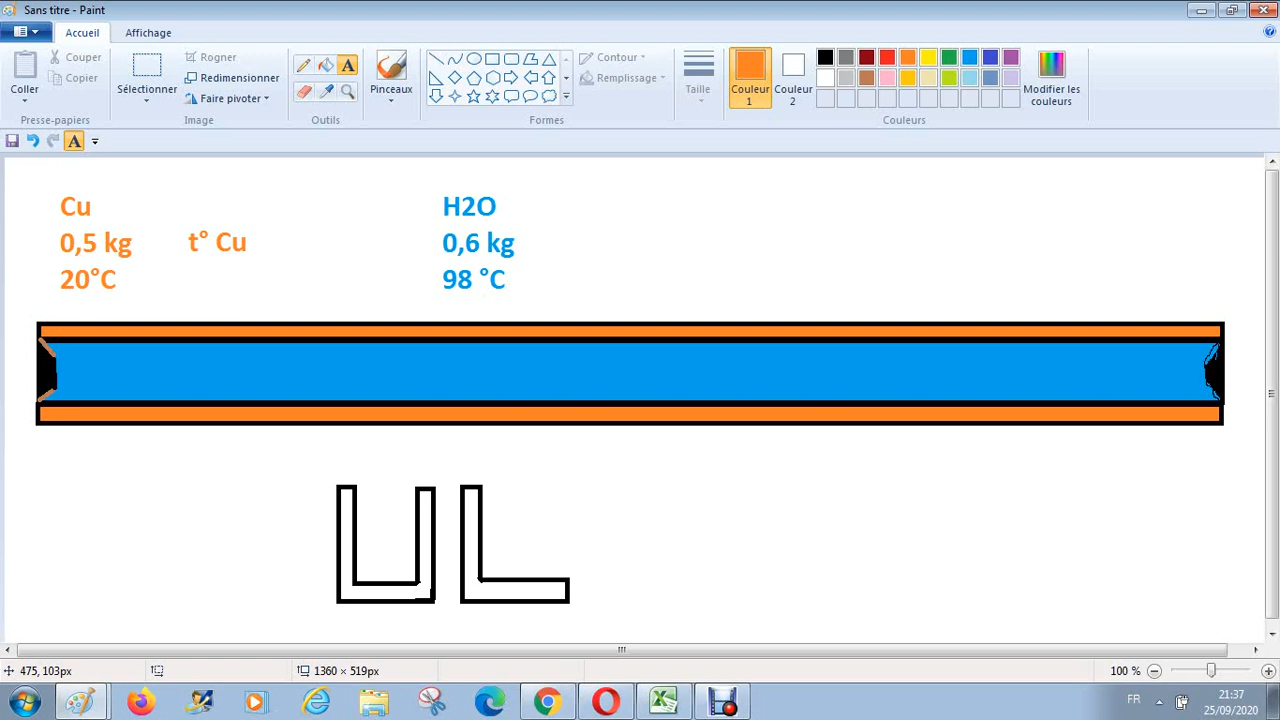 Sans titre - Paint
Accueil Affichage
Coller
Couper
Copier
Presse-papiers
Sélectionner
Rogner
Redimensionner
Faire pivoter
Image
Outils
Pinceaux
Contour
Remplissage
Formes
Taille
Couleur 1
Couleur 2
Modifier les couleurs
Couleurs
Cu
0,5 kg
20°C
t° Cu
H2O
0,6 kg
98 °C
UL
475, 103px
1360 × 519px
100 %
FR
21:37
25/09/2020